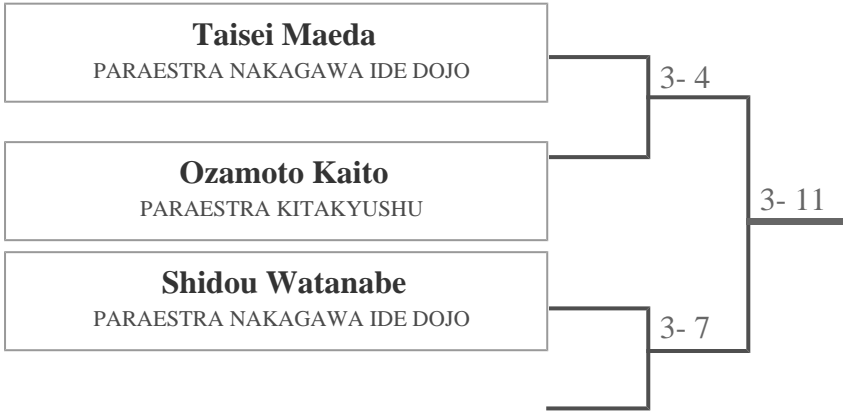 Taisei Maeda
PARAESTRA NAKAGAWA IDE DOJO
3- 4
Ozamoto Kaito
PARAESTRA KITAKYUSHU
3- 11
Shidou Watanabe
PARAESTRA NAKAGAWA IDE DOJO
3- 7